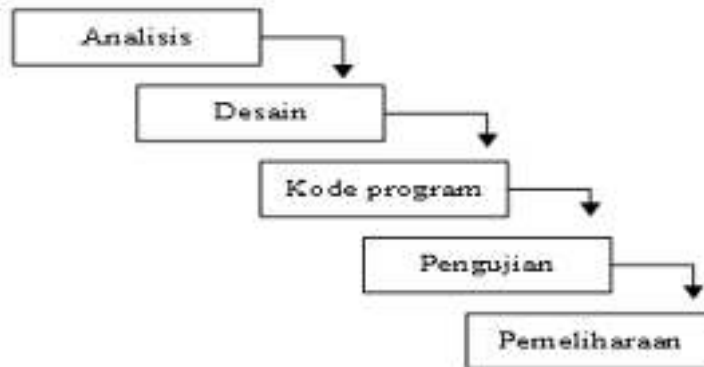 Analisis
Desain
Kode program
Pengujian
Pemeliharaan